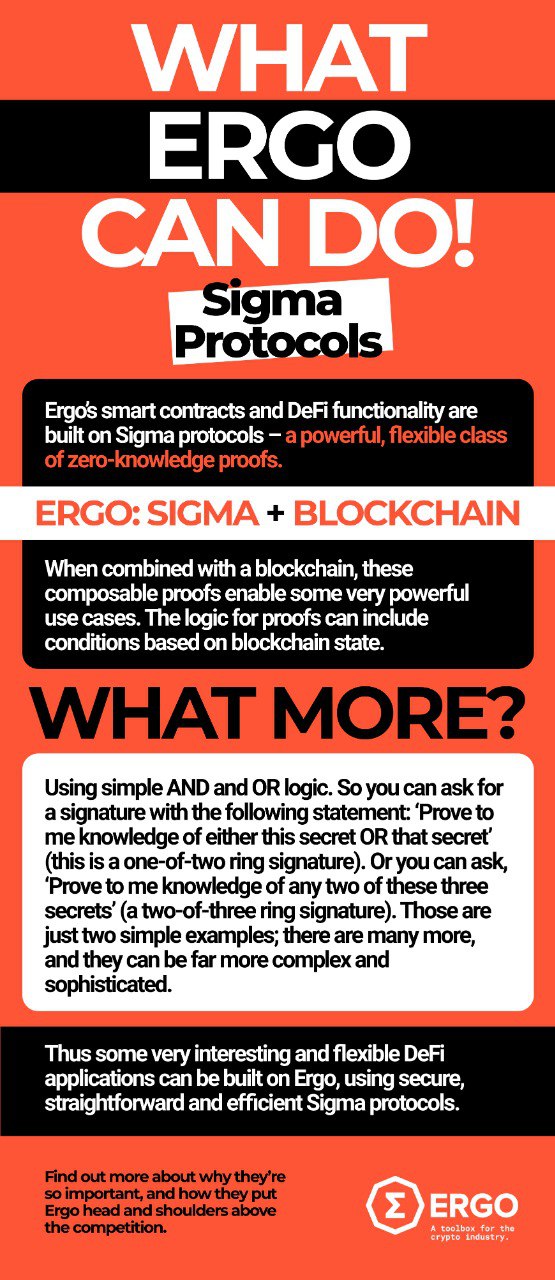 WHAT
ERGO
CAN DO!
Sigma
Protocols
Ergo's smart contracts and DeFi functionality are
built on Sigma protocols – a powerful, flexible class
of zero-knowledge proofs.
ERGO: SIGMA + BLOCKCHAIN
When combined with a blockchain, these
composable proofs enable some very powerful
use cases. The logic for proofs can include
conditions based on blockchain state.
WHAT MORE?
Using simple AND and OR logic. So you can ask for
a signature with the following statement: ‘Prove to
me knowledge of either this secret OR that secret’
(this is a one-of-two ring signature). Or you can ask,
‘Prove to me knowledge of any two of these three
secrets’ (a two-of-three ring signature). Those are
just two simple examples; there are many more,
and they can be far more complex and
sophisticated.
Thus some very interesting and flexible DeFi
applications can be built on Ergo, using secure,
straightforward and efficient Sigma protocols.
Find out more about why they're
so important, and how they put
Ergo head and shoulders above
the competition.
Σ ERGO
A toolbox for the
crypto industry.